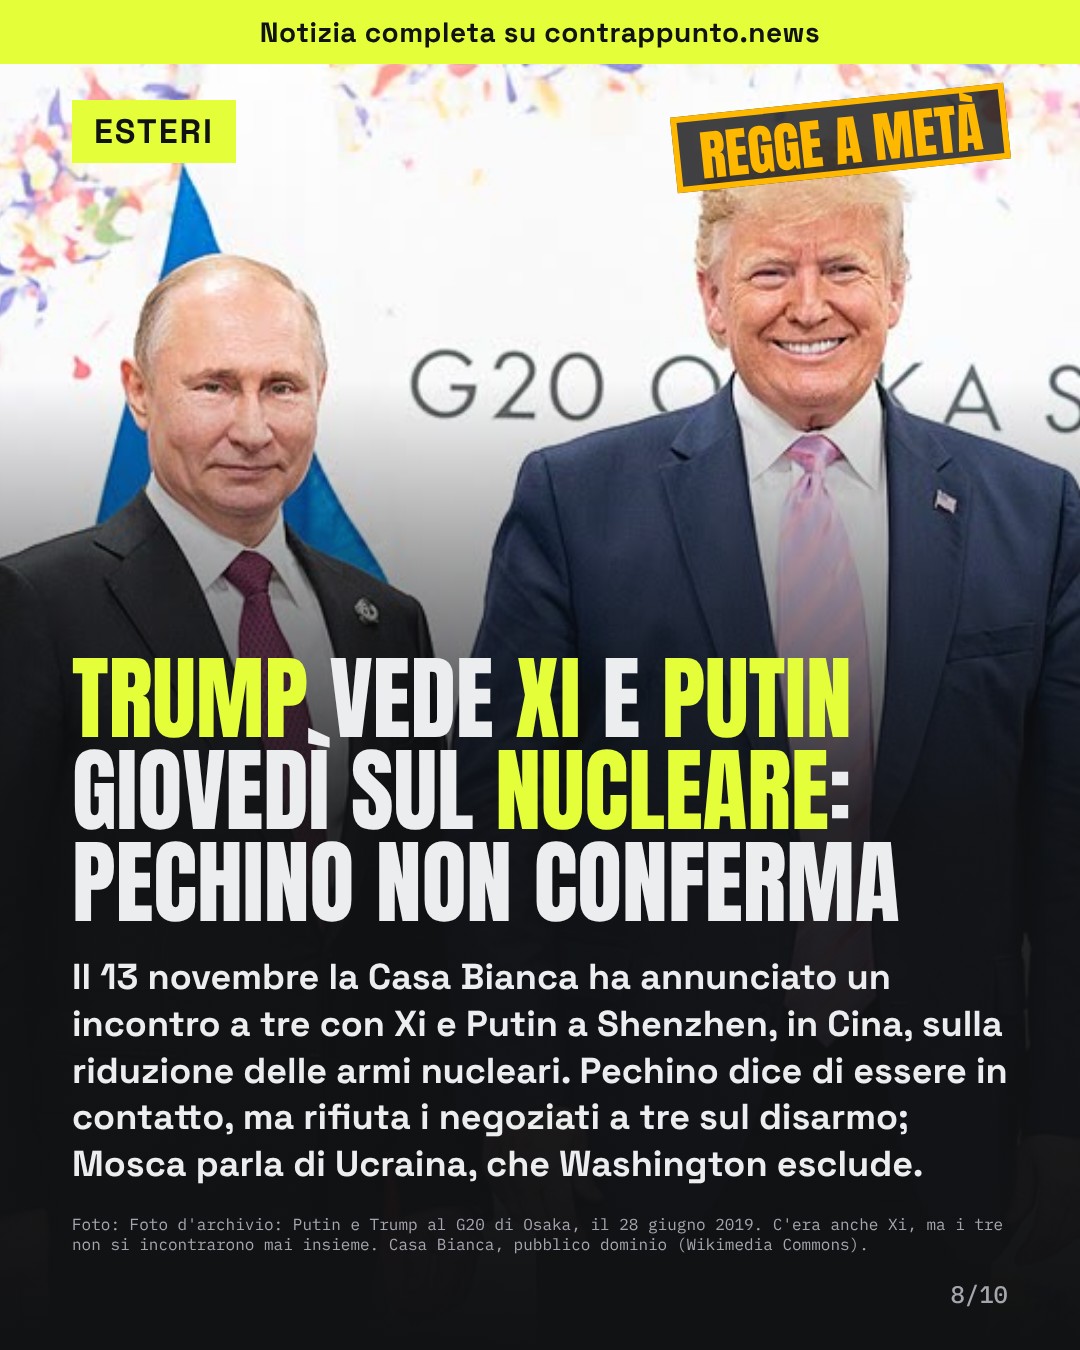 Notizia completa su contrappunto.news
ESTERI
REGGE A METÀ
G20 O KA S
TRUMP VEDE XI E PUTIN
GIOVEDÌ SUL NUCLEARE:
PECHINO NON CONFERMA
Il 13 novembre la Casa Bianca ha annunciato un
incontro a tre con Xi e Putin a Shenzhen, in Cina, sulla
riduzione delle armi nucleari. Pechino dice di essere in
contatto, ma rifiuta i negoziati a tre sul disarmo;
Mosca parla di Ucraina, che Washington esclude.
Foto: Foto d'archivio: Putin e Trump al G20 di Osaka, il 28 giugno 2019. C'era anche Xi, ma i tre
non si incontrarono mai insieme. Casa Bianca, pubblico dominio (Wikimedia Commons).
8/10